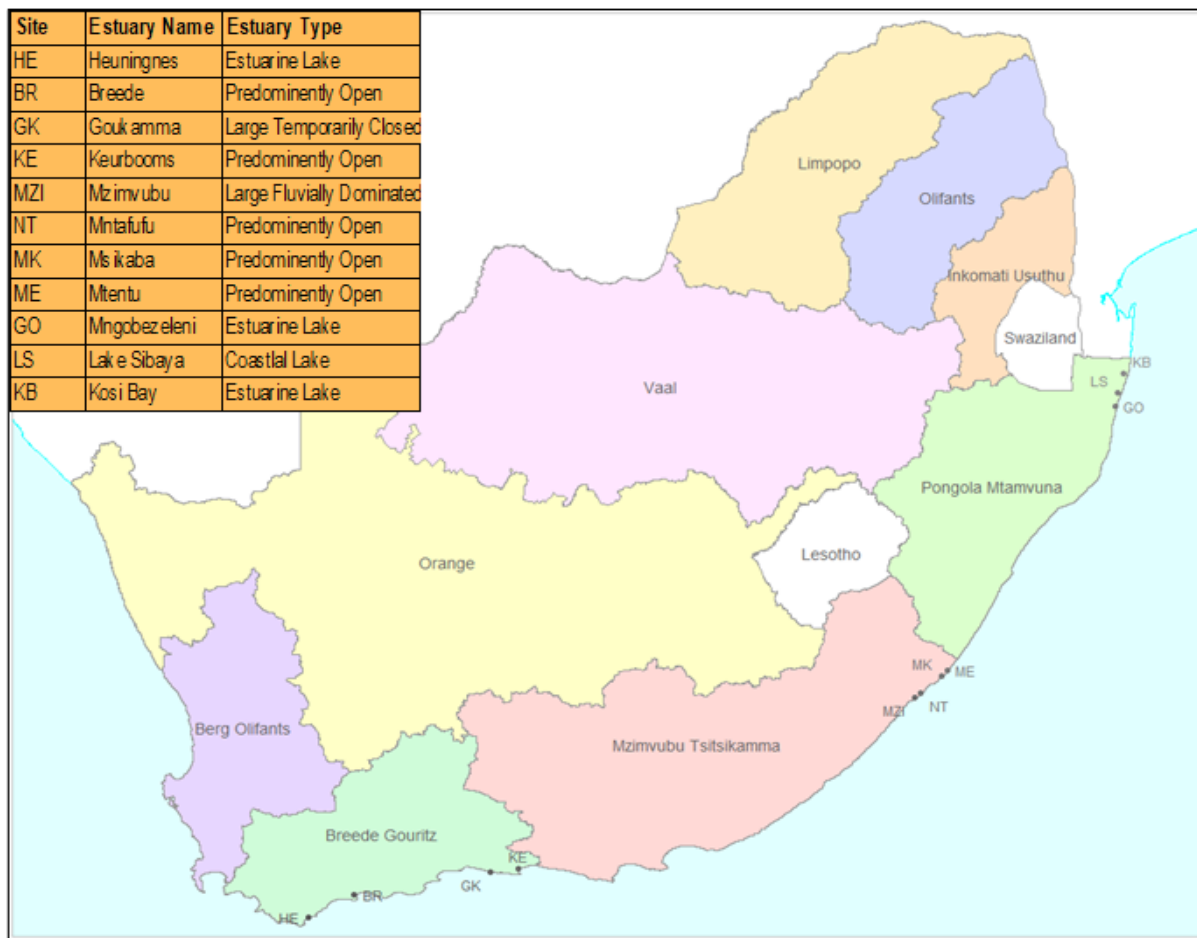 Site Estuary Name Estuary Type
HE Heuningnes Estuarine Lake
BR Breede Predominently Open
GK Goukamma Large Temporarily Closed
KE Keurbooms Predominently Open
MZI Mzimvubu Large Fluvially Dominated
NT Mntafufu Predominently Open
MK Msikaba Predominently Open
ME Mtentu Predominently Open
GO Mngobezeleni Estuarine Lake
LS Lake Sibaya Coastlal Lake
KB Kosi Bay Estuarine Lake
Limpopo
Olifants
Inkomati Usuthu
Swaziland
KB
LS
GO
Vaal
Pongola Mtamvuna
Lesotho
Orange
MK
ME
NT
MZI
Berg Olifants
Mzimvubu Tsitsikamma
Breede Gouritz
KE
GK
BR
HE